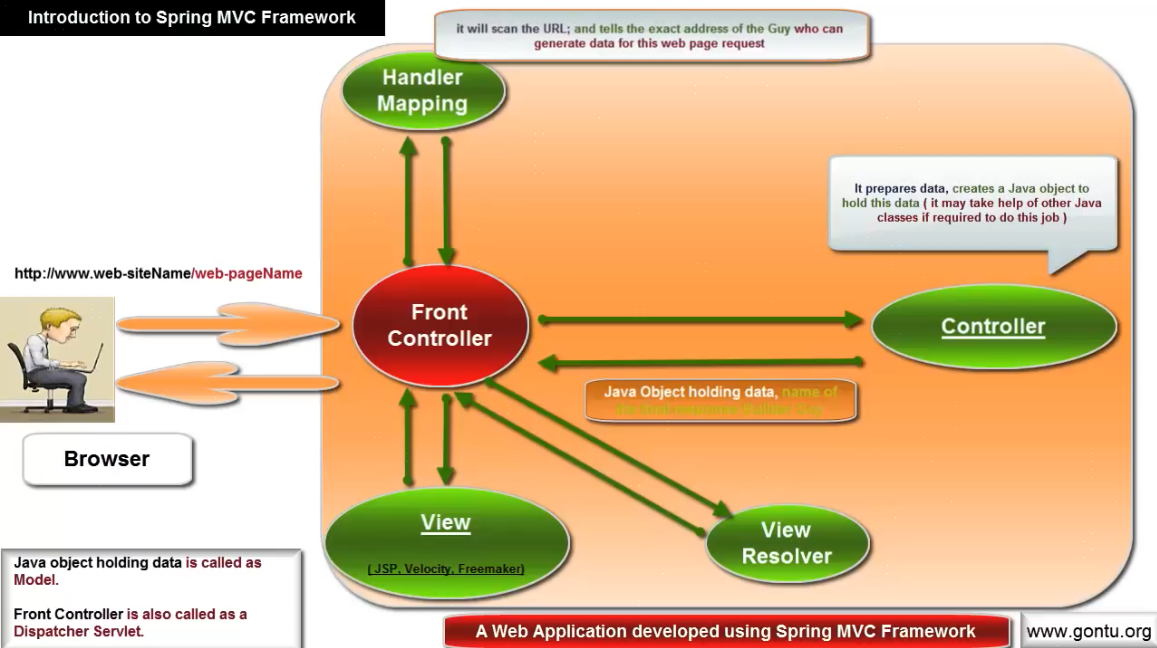 Introduction to Spring MVC Framework
it will scan the URL; and tells the exact address of the Guy who can
generate data for this web page request
Handler
Mapping
It prepares data, creates a Java object to
hold this data ( it may take help of other Java
classes if required to do this job )
http://www.web-siteName/web-pageName
Front
Controller
Controller
Java Object holding data, name of
Browser
View
( JSP, Velocity, Freemaker)
View
Resolver
Java object holding data is called as
Model.
Front Controller is also called as a
Dispatcher Servlet.
A Web Application developed using Spring MVC Framework
www.gontu.org